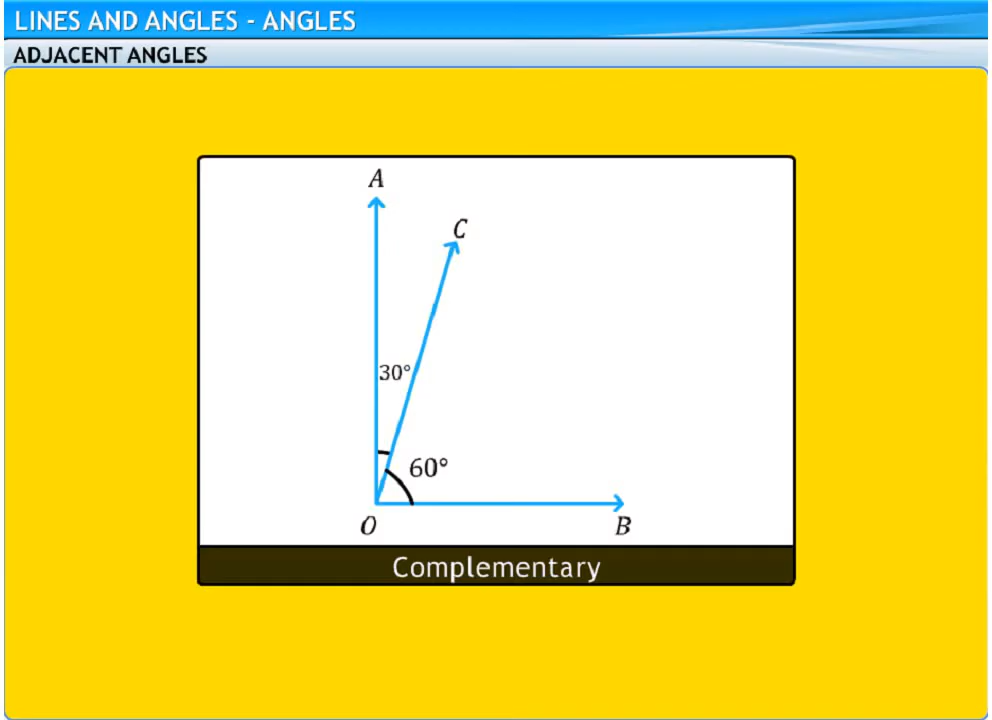 LINES AND ANGLES - ANGLES
ADJACENT ANGLES
A
C
30°
60°
O
B
Complementary